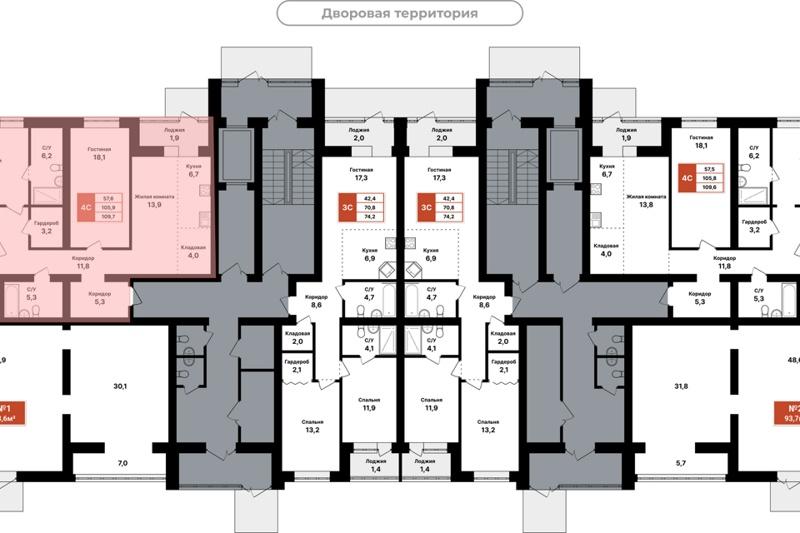 Дворовая территория
Лоджия
1,9
Лоджия
2,0
Лоджия
2,0
Лоджия
1,9
С/У
6,2
Гостиная
18,1
4С
57,6
105,9
109,7
Кухня
6,7
Жилая комната
13,9
Гардероб
3,2
Кладовая
4,0
Коридор
11,8
С/У
5,3
Коридор
5,3
Гостиная
17,3
3С
42,4
70,8
74,2
Кухня
6,9
Коридор
8,6
С/У
4,7
Кладовая
2,0
С/У
4,1
Гардероб
2,1
Спальня
11,9
Спальня
13,2
Лоджия
1,4
Гостиная
17,3
3С
42,4
70,8
74,2
Кухня
6,9
С/У
4,7
Коридор
8,6
С/У
4,1
Кладовая
2,0
Гардероб
2,1
Спальня
11,9
Спальня
13,2
Лоджия
1,4
Кухня
6,7
Гостиная
18,1
4С
57,5
105,8
109,6
С/У
6,2
Жилая комната
13,8
Гардероб
3,2
Кладовая
4,0
Коридор
11,8
Коридор
5,3
С/У
5,3
,9
№1
,6м²
30,1
7,0
31,8
5,7
48,6
№2
93,7м